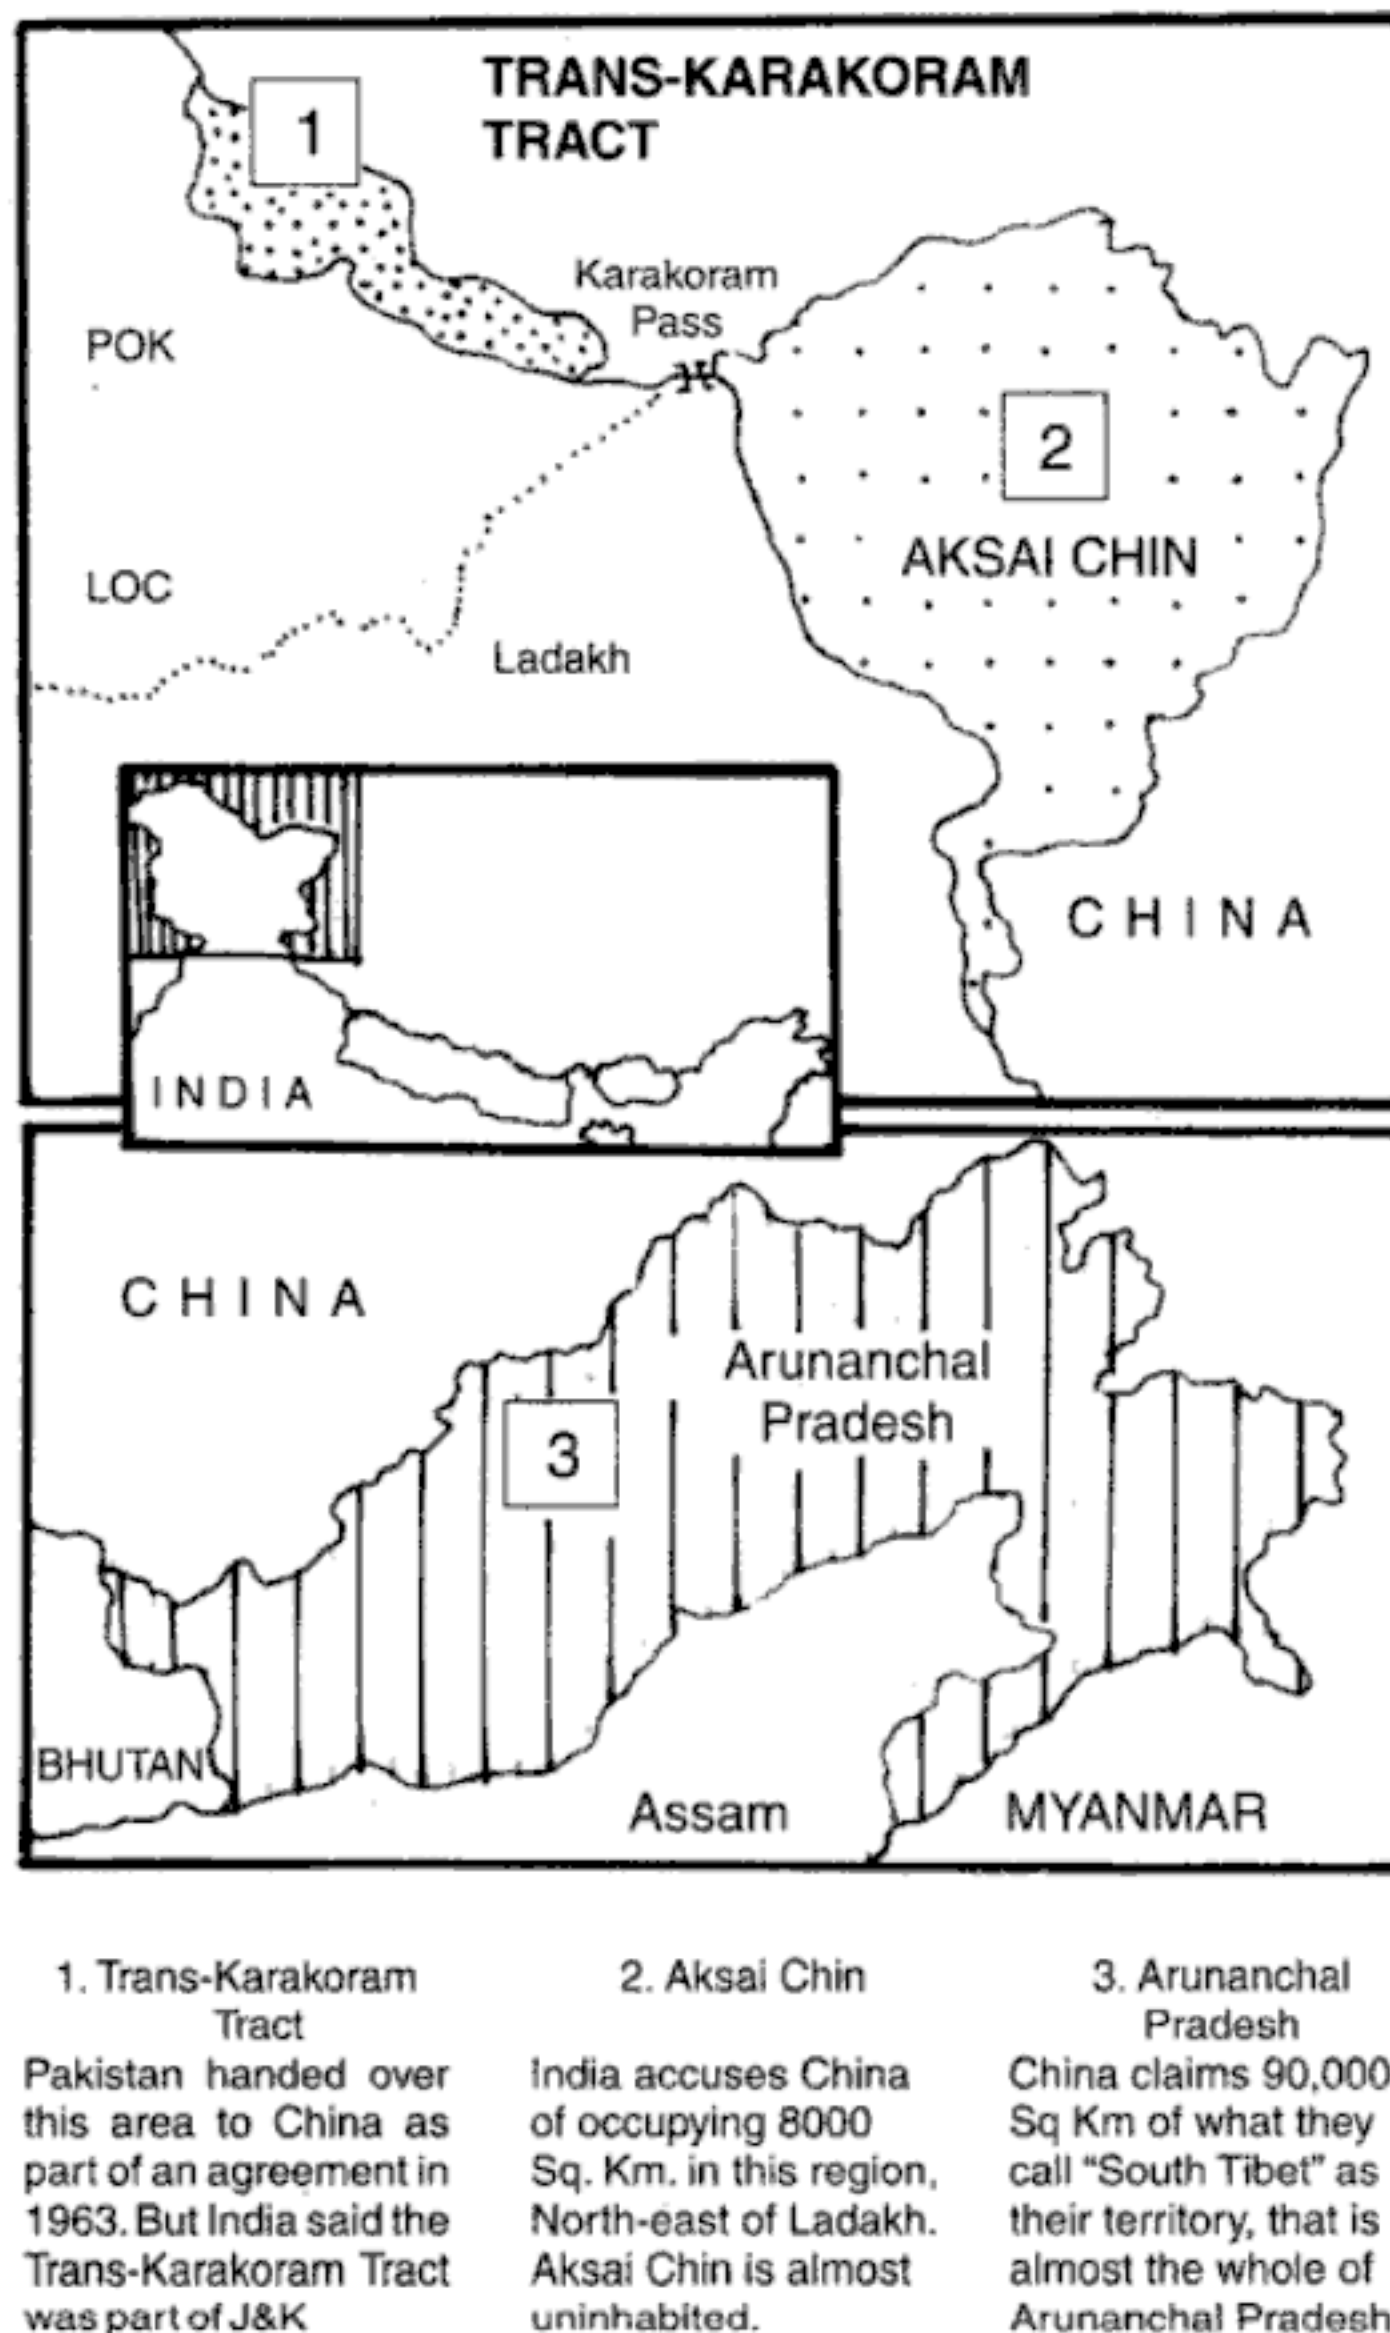 TRANS-KARAKORAM
TRACT
1
Karakoram
Pass
POK
2
AKSAI CHIN
LOC
Ladakh
CHINA
INDIA
CHINA
Arunanchal
Pradesh
3
BHUTAN
Assam
MYANMAR
1. Trans-Karakoram
Tract
Pakistan handed over
this area to China as
part of an agreement in
1963. But India said the
Trans-Karakoram Tract
was part of J&K
2. Aksai Chin
India accuses China
of occupying 8000
Sq. Km. in this region,
North-east of Ladakh.
Aksai Chin is almost
uninhabited.
3. Arunanchal
Pradesh
China claims 90,000
Sq Km of what they
call “South Tibet” as
their territory, that is
almost the whole of
Arunanchal Pradesh